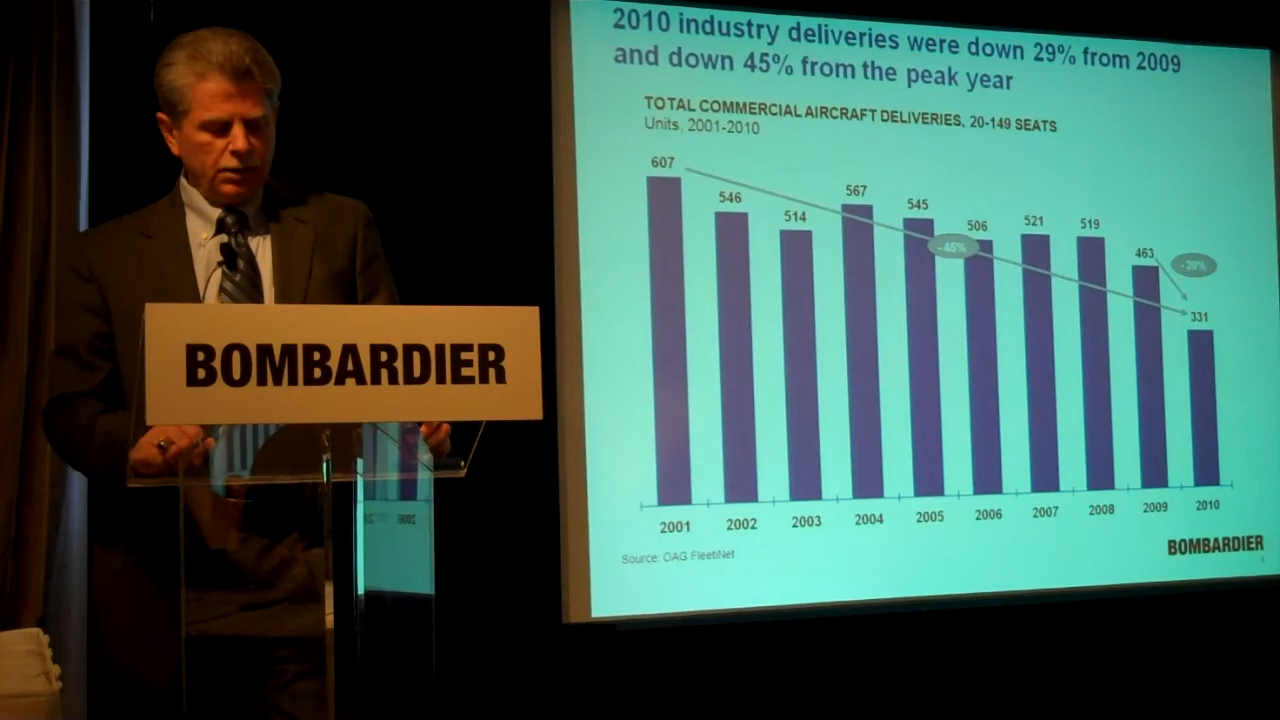 2010 industry deliveries were down 29% from 2009
and down 45% from the peak year
TOTAL COMMERCIAL AIRCRAFT DELIVERIES, 20-149 SEATS
Units, 2001-2010
607
546
514
567
545
506
521
519
463
331
- 45%
- 29%
2001 2002 2003 2004 2005 2006 2007 2008 2009 2010
Source: OAG FleetiNet
BOMBARDIER
5
BOMBARDIER